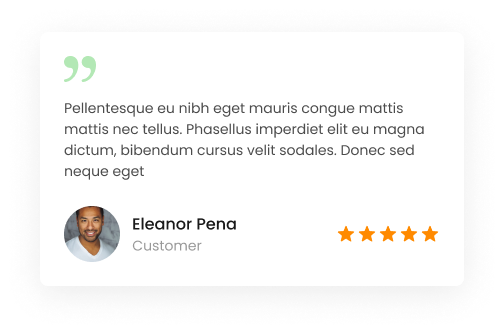 ”
Pellentesque eu nibh eget mauris congue mattis
mattis nec tellus. Phasellus imperdiet elit eu magna
dictum, bibendum cursus velit sodales. Donec sed
neque eget
Eleanor Pena
Customer